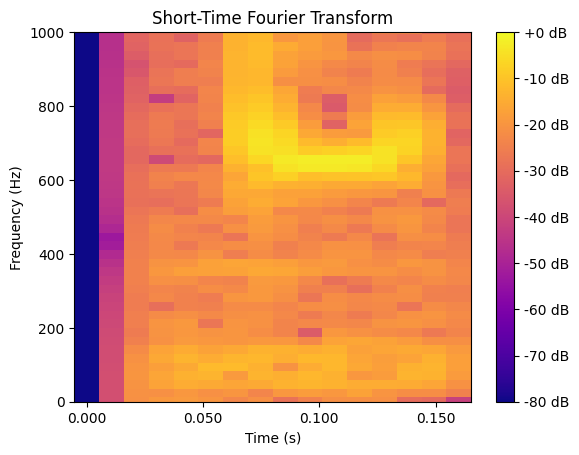 Short-Time Fourier Transform
1000
800
600
400
200
0
Frequency (Hz)
0.000
0.050
0.100
0.150
Time (s)
+0 dB
-10 dB
-20 dB
-30 dB
-40 dB
-50 dB
-60 dB
-70 dB
-80 dB